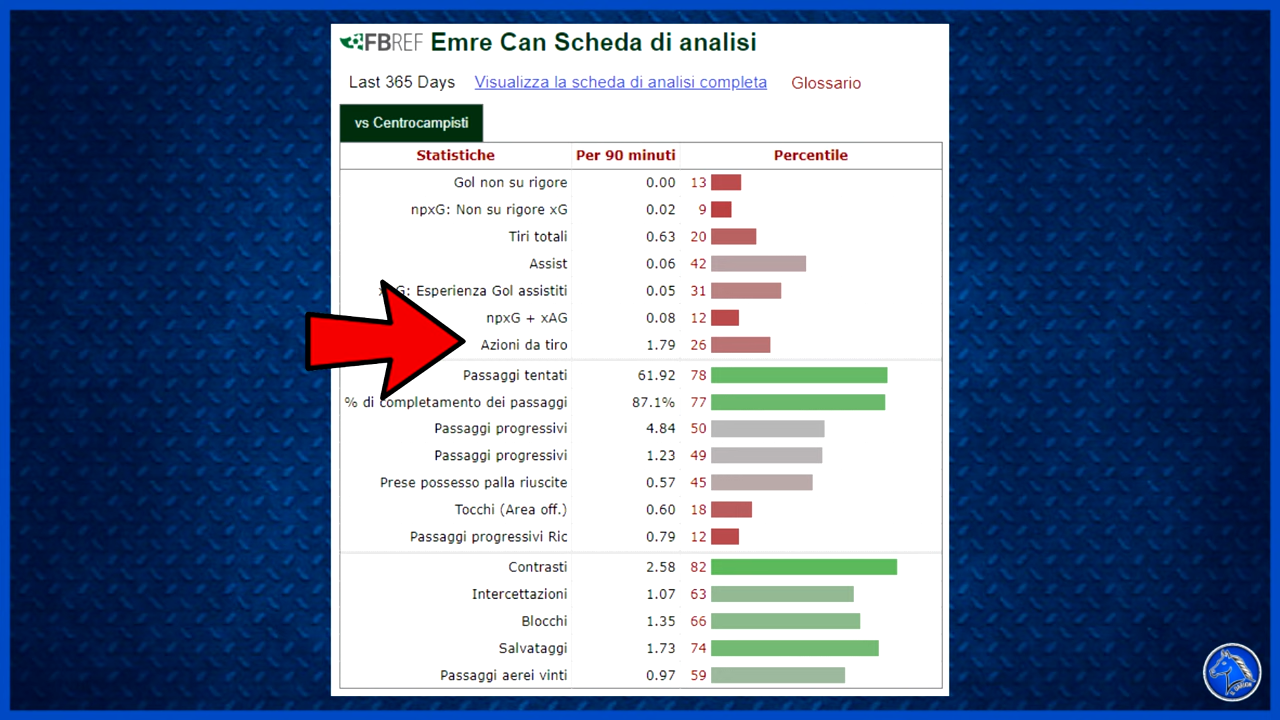 FBREF Emre Can Scheda di analisi
Last 365 Days Visualizza la scheda di analisi completa Glossario
vs Centrocampisti
Statistiche Per 90 minuti Percentile
Gol non su rigore 0.00 13
npxG: Non su rigore xG 0.02 9
Tiri totali 0.63 20
Assist 0.06 42
G: Esperienza Gol assistiti 0.05 31
npxG + xAG 0.08 12
Azioni da tiro 1.79 26
Passaggi tentati 61.92 78
% di completamento dei passaggi 87.1% 77
Passaggi progressivi 4.84 50
Passaggi progressivi 1.23 49
Prese possesso palla riuscite 0.57 45
Tocchi (Area off.) 0.60 18
Passaggi progressivi Ric 0.79 12
Contrasti 2.58 82
Intercettazioni 1.07 63
Blocchi 1.35 66
Salvataggi 1.73 74
Passaggi aerei vinti 0.97 59